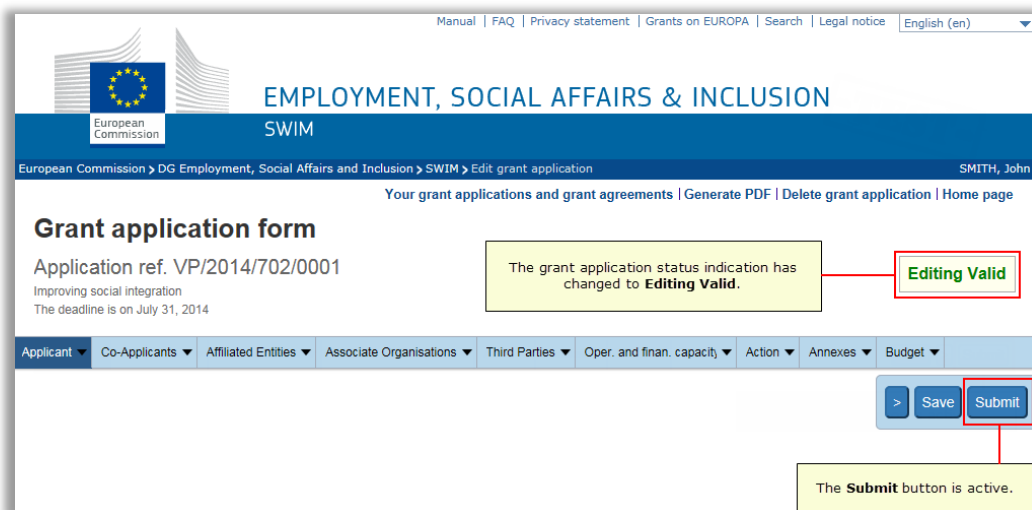 Manual | FAQ | Privacy statement | Grants on EUROPA | Search | Legal notice English (en)
European
Commission
EMPLOYMENT, SOCIAL AFFAIRS & INCLUSION
SWIM
European Commission > DG Employment, Social Affairs and Inclusion > SWIM > Edit grant application SMITH, John
Your grant applications and grant agreements | Generate PDF | Delete grant application | Home page
Grant application form
Application ref. VP/2014/702/0001
Improving social integration
The deadline is on July 31, 2014
The grant application status indication has
changed to Editing Valid.
Editing Valid
Applicant Co-Applicants Affiliated Entities Associate Organisations Third Parties Oper. and finan. capacity Action Annexes Budget
> Save Submit
The Submit button is active.